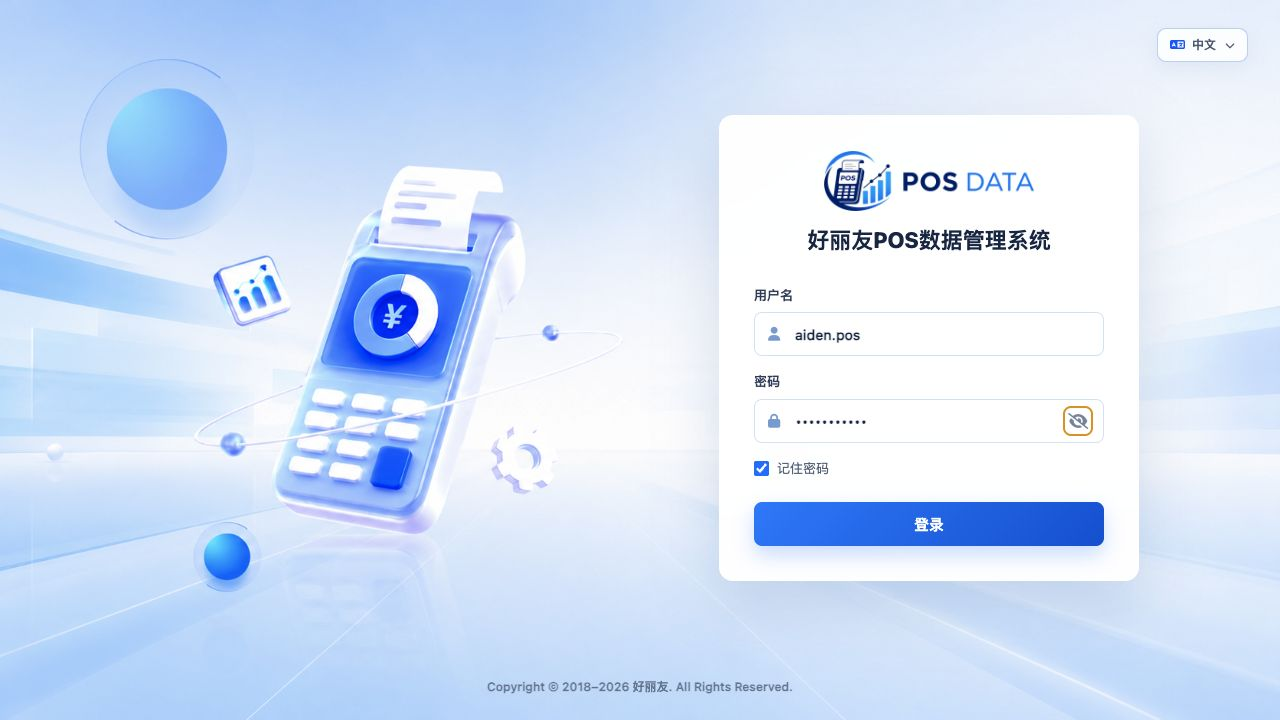 中文
POS
POS DATA
好丽友POS数据管理系统
用户名
aiden.pos
密码
•••••••••••
记住密码
登录
¥
Copyright © 2018–2026 好丽友. All Rights Reserved.